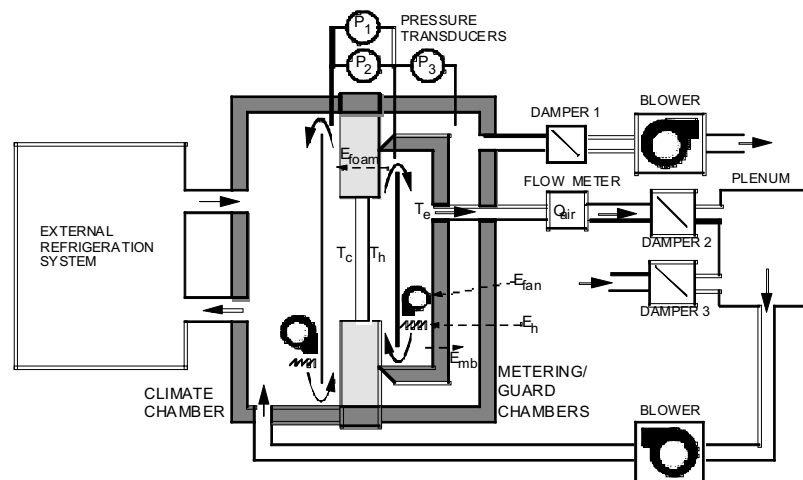 P1
PRESSURE
TRANSDUCERS
P2
P3
DAMPER 1
BLOWER
Efoam
FLOW METER
PLENUM
Te
Qair
EXTERNAL
REFRIGERATION
SYSTEM
Tc
Th
DAMPER 2
Efan
DAMPER 3
Eh
Emb
CLIMATE
CHAMBER
METERING/
GUARD
CHAMBERS
BLOWER